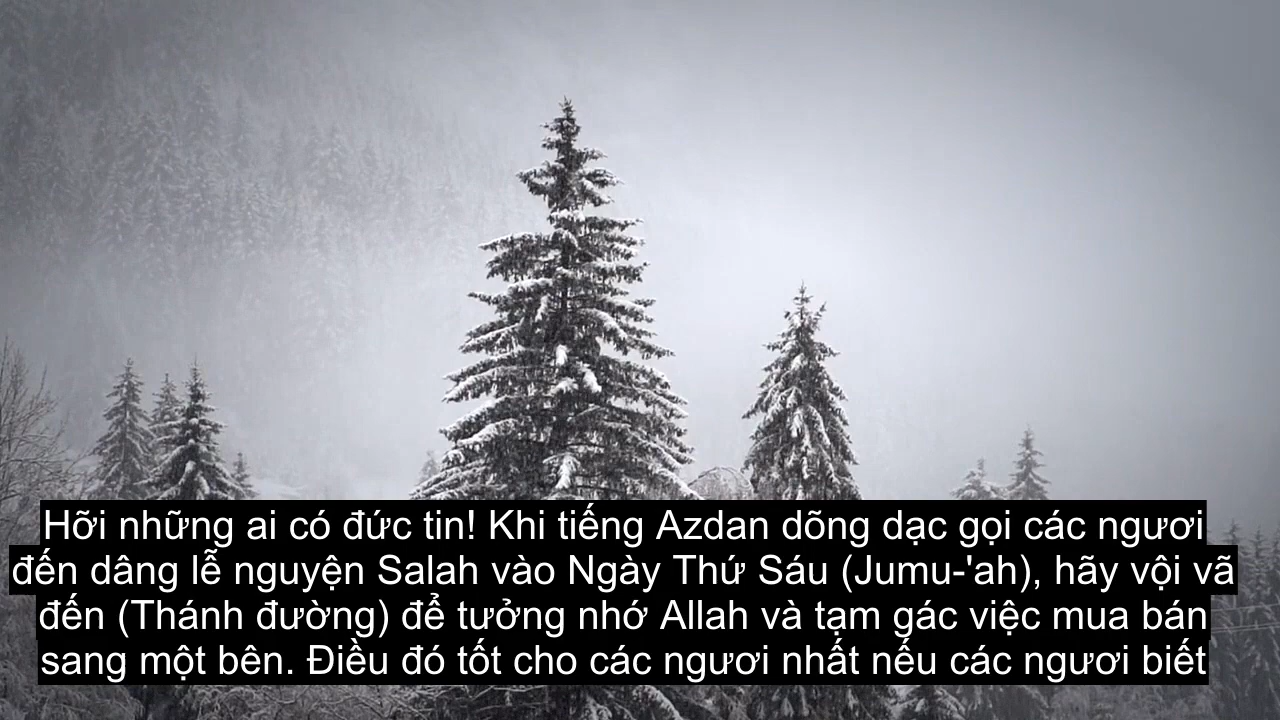 Hỡi những ai có đức tin! Khi tiếng Azdan dõng dạc gọi các ngươi
đến dâng lễ nguyện Salah vào Ngày Thứ Sáu (Jumu-'ah), hãy vội vã
đến (Thánh đường) để tưởng nhớ Allah và tạm gác việc mua bán
sang một bên. Điều đó tốt cho các ngươi nhất nếu các ngươi biết